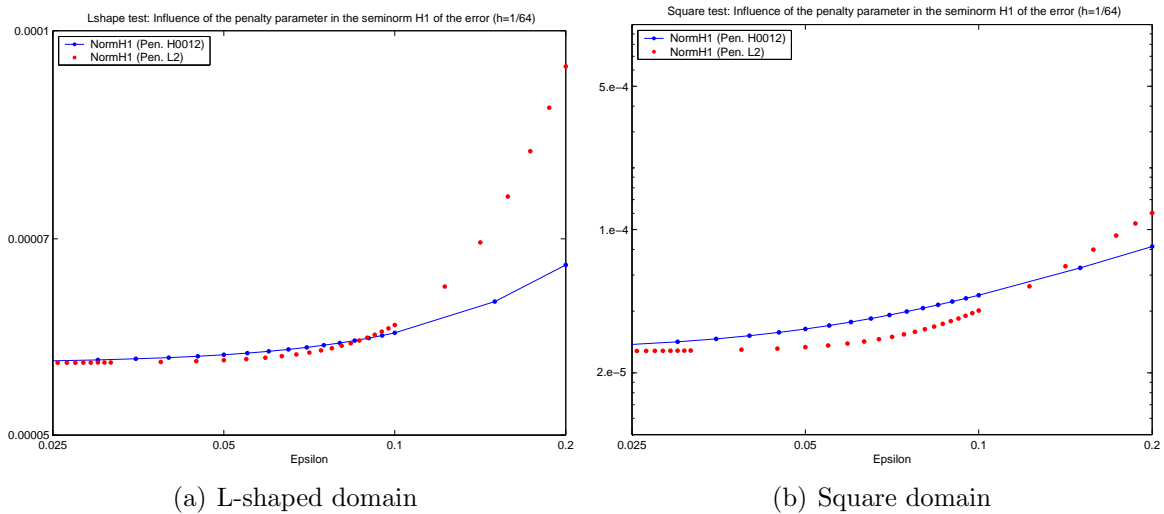 Lshape test: Influence of the penalty parameter in the seminorm H1 of the error (h=1/64)
0.0001
NormH1 (Pen. H0012)
NormH1 (Pen. L2)
0.00007
0.00005
0.025
0.05
0.1
0.2
Epsilon
(a) L-shaped domain
Square test: Influence of the penalty parameter in the seminorm H1 of the error (h=1/64)
NormH1 (Pen. H0012)
NormH1 (Pen. L2)
5.e-4
1.e-4
2.e-5
0.025
0.05
0.1
0.2
Epsilon
(b) Square domain